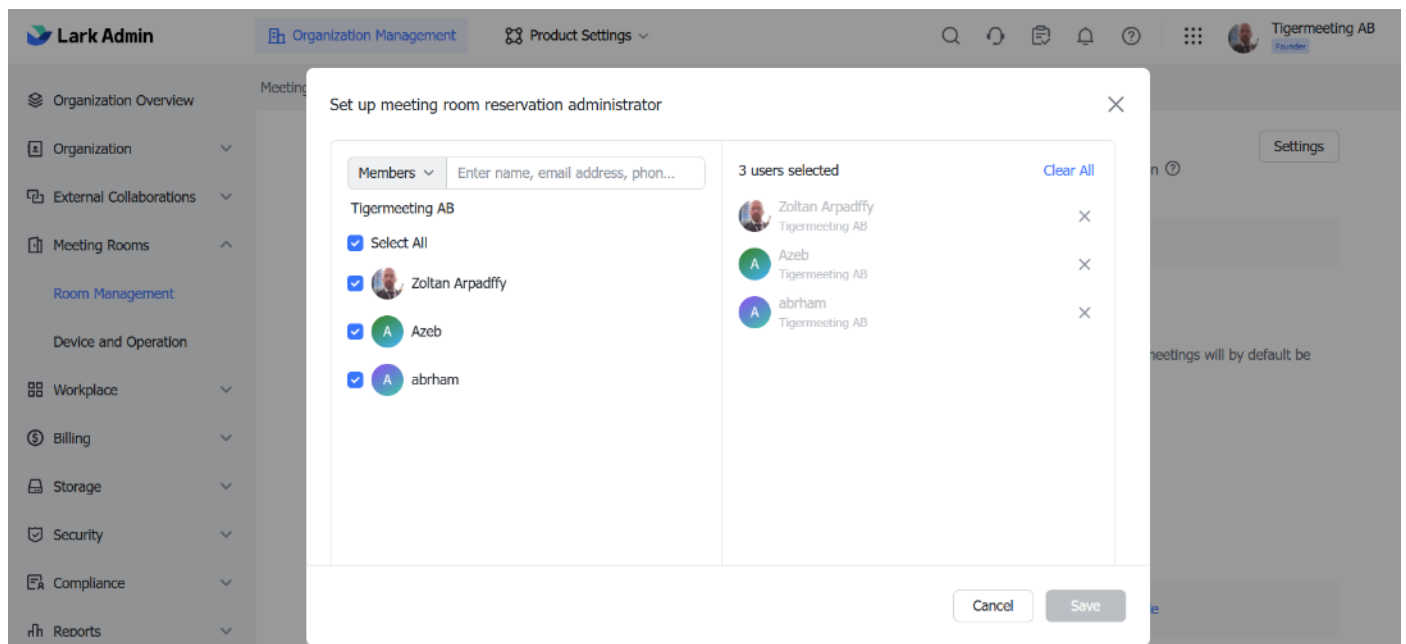 Lark Admin
Organization Management
Product Settings
Tigermeeting AB
Founder
Organization Overview
Organization
External Collaborations
Meeting Rooms
Room Management
Device and Operation
Workplace
Billing
Storage
Security
Compliance
Reports
Meeting
Settings
n
neetings will by default be
e
Set up meeting room reservation administrator
Members
Enter name, email address, phon...
Tigermeeting AB
Select All
Zoltan Arpadffy
A Azeb
A abrham
3 users selected
Clear All
Zoltan Arpadffy
Tigermeeting AB
A
Azeb
Tigermeeting AB
A
abrham
Tigermeeting AB
Cancel
Save